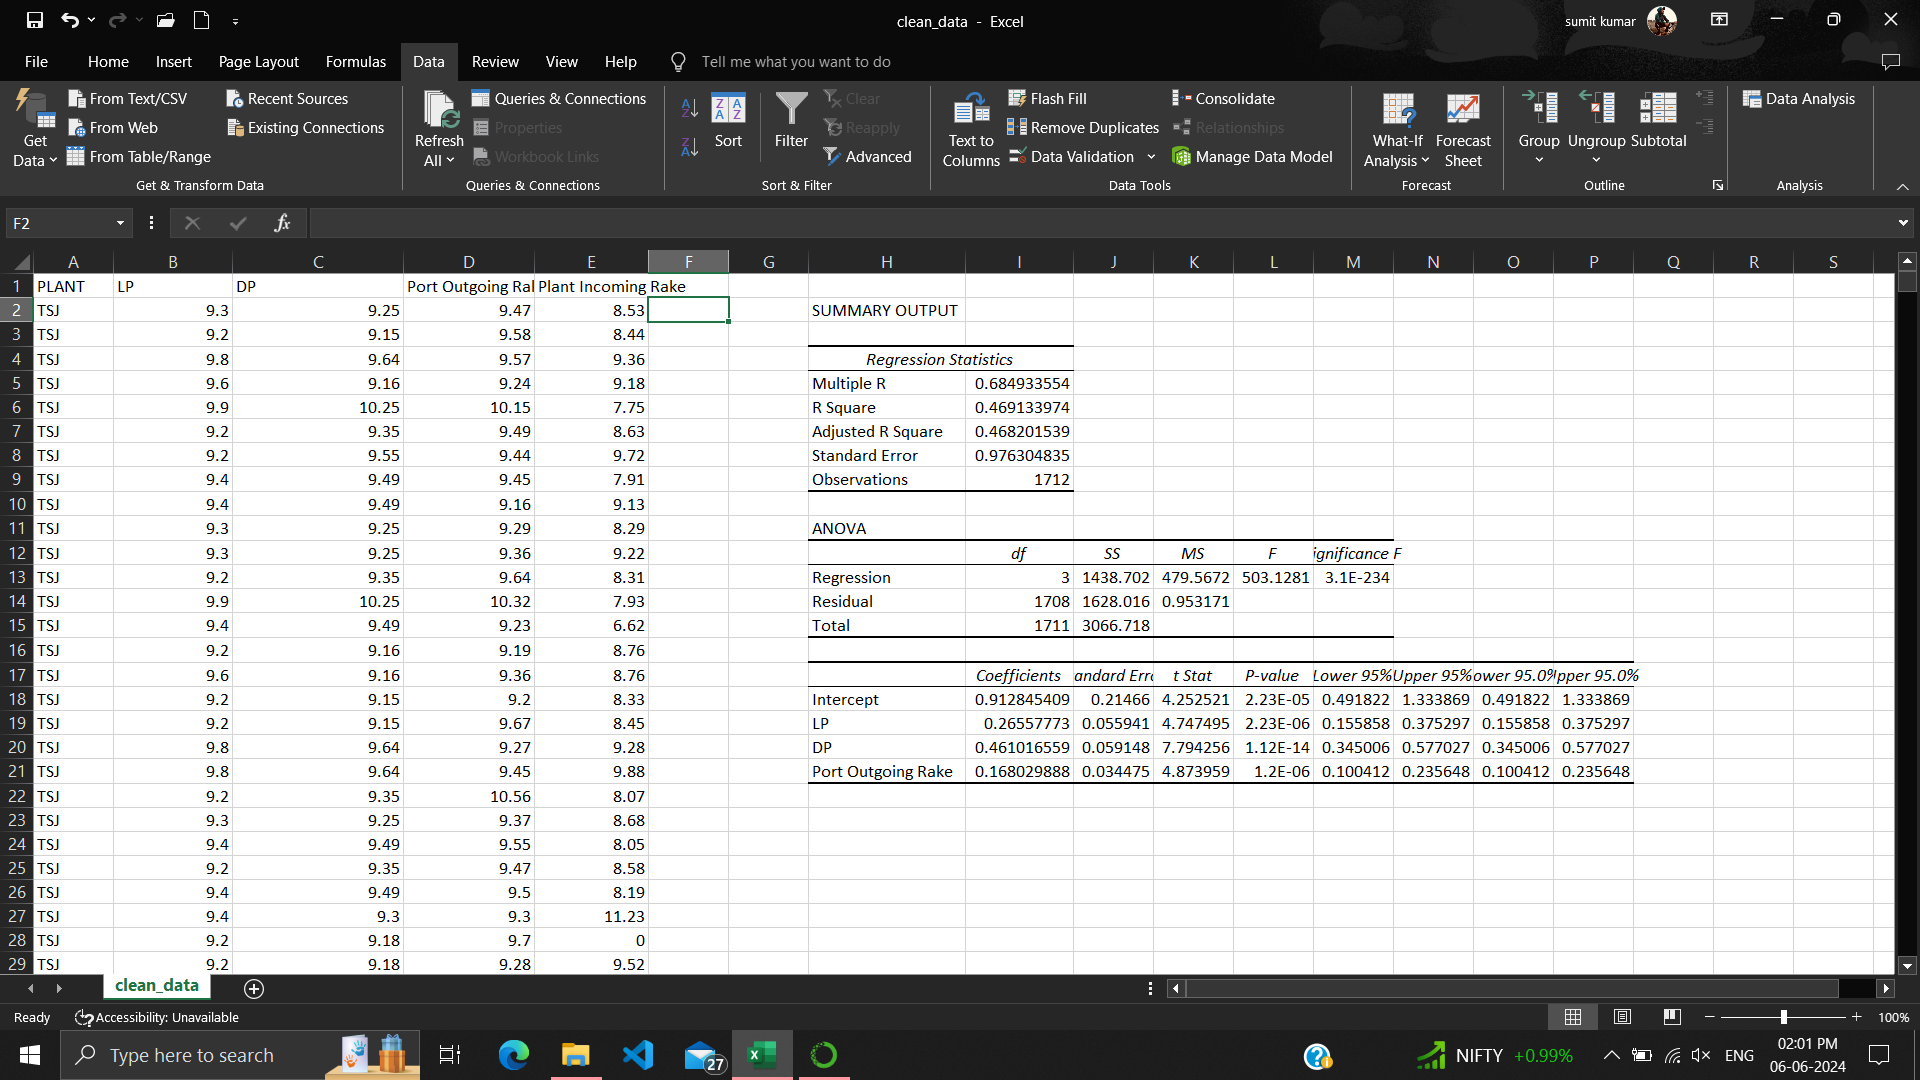 clean_data - Excel
sumit kumar
File Home Insert Page Layout Formulas Data Review View Help Tell me what you want to do
From Text/CSV Recent Sources Queries & Connections Clear Flash Fill Consolidate Data Analysis
From Web Existing Connections Properties Reapply Remove Duplicates Relationships
Get Data From Table/Range Refresh All Workbook Links Sort Filter Advanced Text to Columns Data Validation Manage Data Model What-If Analysis Forecast Sheet Group Ungroup Subtotal
Get & Transform Data Queries & Connections Sort & Filter Data Tools Forecast Outline Analysis
F2 fx
A B C D E F G H I J K L M N O P Q R S
1 PLANT LP DP Port Outgoing Ral Plant Incoming Rake
2 TSJ 9.3 9.25 9.47 8.53 SUMMARY OUTPUT
3 TSJ 9.2 9.15 9.58 8.44
4 TSJ 9.8 9.64 9.57 9.36 Regression Statistics
5 TSJ 9.6 9.16 9.24 9.18 Multiple R 0.684933554
6 TSJ 9.9 10.25 10.15 7.75 R Square 0.469133974
7 TSJ 9.2 9.35 9.49 8.63 Adjusted R Square 0.468201539
8 TSJ 9.2 9.55 9.44 9.72 Standard Error 0.976304835
9 TSJ 9.4 9.49 9.45 7.91 Observations 1712
10 TSJ 9.4 9.49 9.16 9.13
11 TSJ 9.3 9.25 9.29 8.29 ANOVA
12 TSJ 9.3 9.25 9.36 9.22 df SS MS F ignificance F
13 TSJ 9.2 9.35 9.64 8.31 Regression 3 1438.702 479.5672 503.1281 3.1E-234
14 TSJ 9.9 10.25 10.32 7.93 Residual 1708 1628.016 0.953171
15 TSJ 9.4 9.49 9.23 6.62 Total 1711 3066.718
16 TSJ 9.2 9.16 9.19 8.76
17 TSJ 9.6 9.16 9.36 8.76 Coefficients andard Erro t Stat P-value Lower 95% Upper 95% ower 95.0% pper 95.0%
18 TSJ 9.2 9.15 9.2 8.33 Intercept 0.912845409 0.21466 4.252521 2.23E-05 0.491822 1.333869 0.491822 1.333869
19 TSJ 9.2 9.15 9.67 8.45 LP 0.26557773 0.055941 4.747495 2.23E-06 0.155858 0.375297 0.155858 0.375297
20 TSJ 9.8 9.64 9.27 9.28 DP 0.461016559 0.059148 7.794256 1.12E-14 0.345006 0.577027 0.345006 0.577027
21 TSJ 9.8 9.64 9.45 9.88 Port Outgoing Rake 0.168029888 0.034475 4.873959 1.2E-06 0.100412 0.235648 0.100412 0.235648
22 TSJ 9.2 9.35 10.56 8.07
23 TSJ 9.3 9.25 9.37 8.68
24 TSJ 9.4 9.49 9.55 8.05
25 TSJ 9.2 9.35 9.47 8.58
26 TSJ 9.4 9.49 9.5 8.19
27 TSJ 9.4 9.3 9.3 11.23
28 TSJ 9.2 9.18 9.7 0
29 TSJ 9.2 9.18 9.28 9.52
clean_data
Ready Accessibility: Unavailable 100%
Type here to search 27 NIFTY +0.99% ENG 02:01 PM
06-06-2024